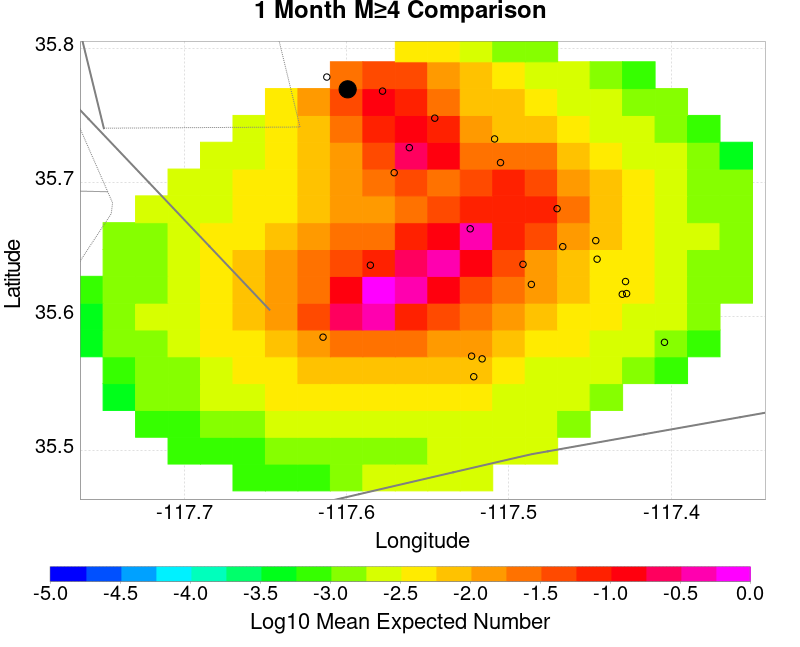 1 Month M≥4 Comparison
35.8
35.7
35.6
35.5
Latitude
-117.7 -117.6 -117.5 -117.4
Longitude
-5.0 -4.5 -4.0 -3.5 -3.0 -2.5 -2.0 -1.5 -1.0 -0.5 0.0
Log10 Mean Expected Number